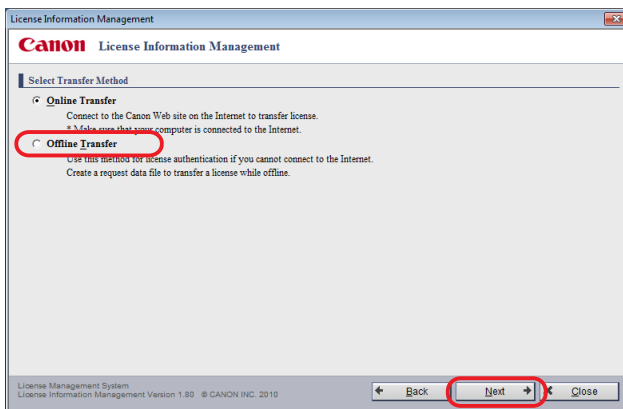 License Information Management
Canon License Information Management
Select Transfer Method
Online Transfer
Connect to the Canon Web site on the Internet to transfer license.
* Make sure that your computer is connected to the Internet.
Offline Transfer
Use this method for license authentication if you cannot connect to the Internet.
Create a request data file to transfer a license while offline.
License Management System
License Information Management Version 1.80 © CANON INC. 2010
Back Next Close